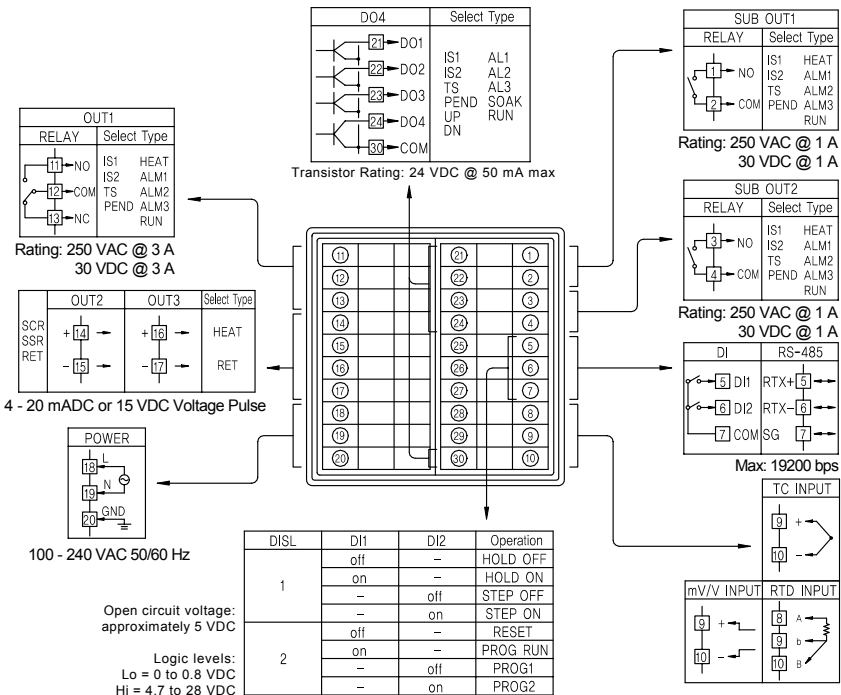 DO4 Select Type
21 DO1
22 DO2
23 DO3
24 DO4
30 COM
IS1 AL1
IS2 AL2
TS AL3
PEND SOAK
UP RUN
DN
Transistor Rating: 24 VDC @ 50 mA max
SUB OUT1
RELAY Select Type
1 NO
2 COM
IS1 HEAT
IS2 ALM1
TS ALM2
PEND ALM3
RUN
Rating: 250 VAC @ 1 A
30 VDC @ 1 A
OUT1
RELAY Select Type
11 NO
12 COM
13 NC
IS1 HEAT
IS2 ALM1
TS ALM2
PEND ALM3
RUN
Rating: 250 VAC @ 3 A
30 VDC @ 3 A
SUB OUT2
RELAY Select Type
3 NO
4 COM
IS1 HEAT
IS2 ALM1
TS ALM2
PEND ALM3
RUN
Rating: 250 VAC @ 1 A
30 VDC @ 1 A
11 21 1
12 22 2
13 23 3
14 24 4
15 25 5
16 26 6
17 27 7
18 28 8
19 29 9
20 30 10
OUT2 OUT3 Select Type
SCR
SSR
RET
+ 14 + 16 HEAT
- 15 - 17 RET
4 - 20 mADC or 15 VDC Voltage Pulse
DI RS-485
5 DI1 RTX+ 5
6 DI2 RTX- 6
7 COM SG 7
Max: 19200 bps
POWER
18 L
19 N
20 GND
100 - 240 VAC 50/60 Hz
TC INPUT
9 +
10 -
mV/V INPUT RTD INPUT
9 +
10 -
8 A
9 b
10 B
DISL DI1 DI2 Operation
1 off – HOLD OFF
on – HOLD ON
– off STEP OFF
– on STEP ON
2 off – RESET
on – PROG RUN
– off PROG1
– on PROG2
Open circuit voltage:
approximately 5 VDC
Logic levels:
Lo = 0 to 0.8 VDC
Hi = 4.7 to 28 VDC